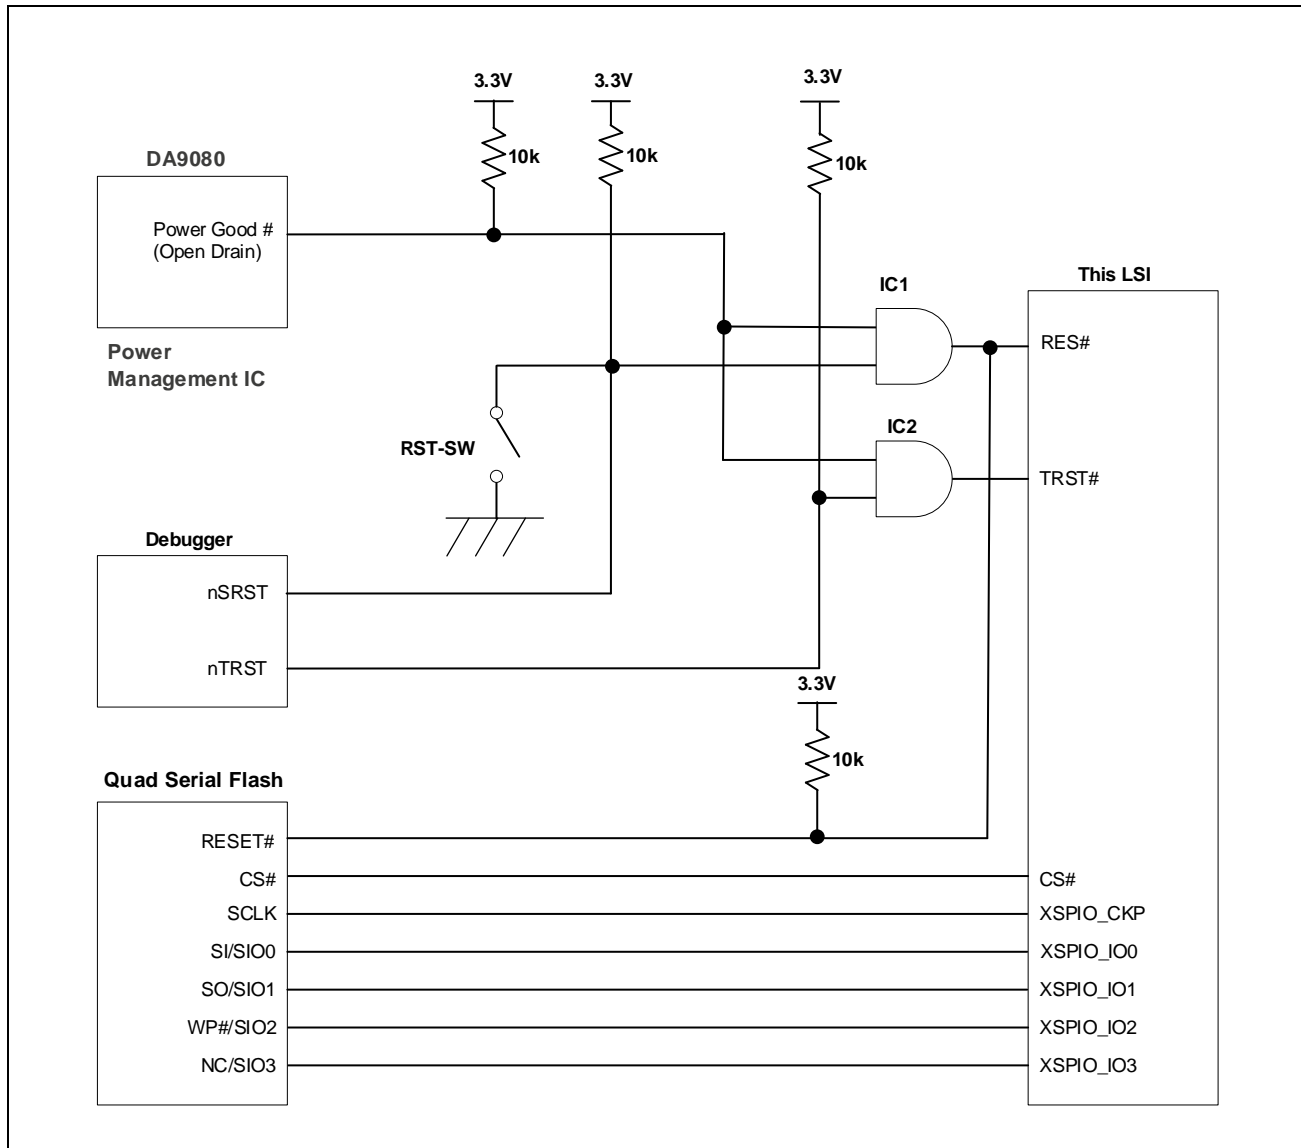 3.3V
3.3V
3.3V
10k
10k
10k
DA9080
Power Good #
(Open Drain)
Power
Management IC
IC1
This LSI
RES#
IC2
RST-SW
TRST#
Debugger
nSRST
nTRST
3.3V
10k
Quad Serial Flash
RESET#
CS#
CS#
SCLK
XSPIO_CKP
SI/SIO0
XSPIO_IO0
SO/SIO1
XSPIO_IO1
WP#/SIO2
XSPIO_IO2
NC/SIO3
XSPIO_IO3